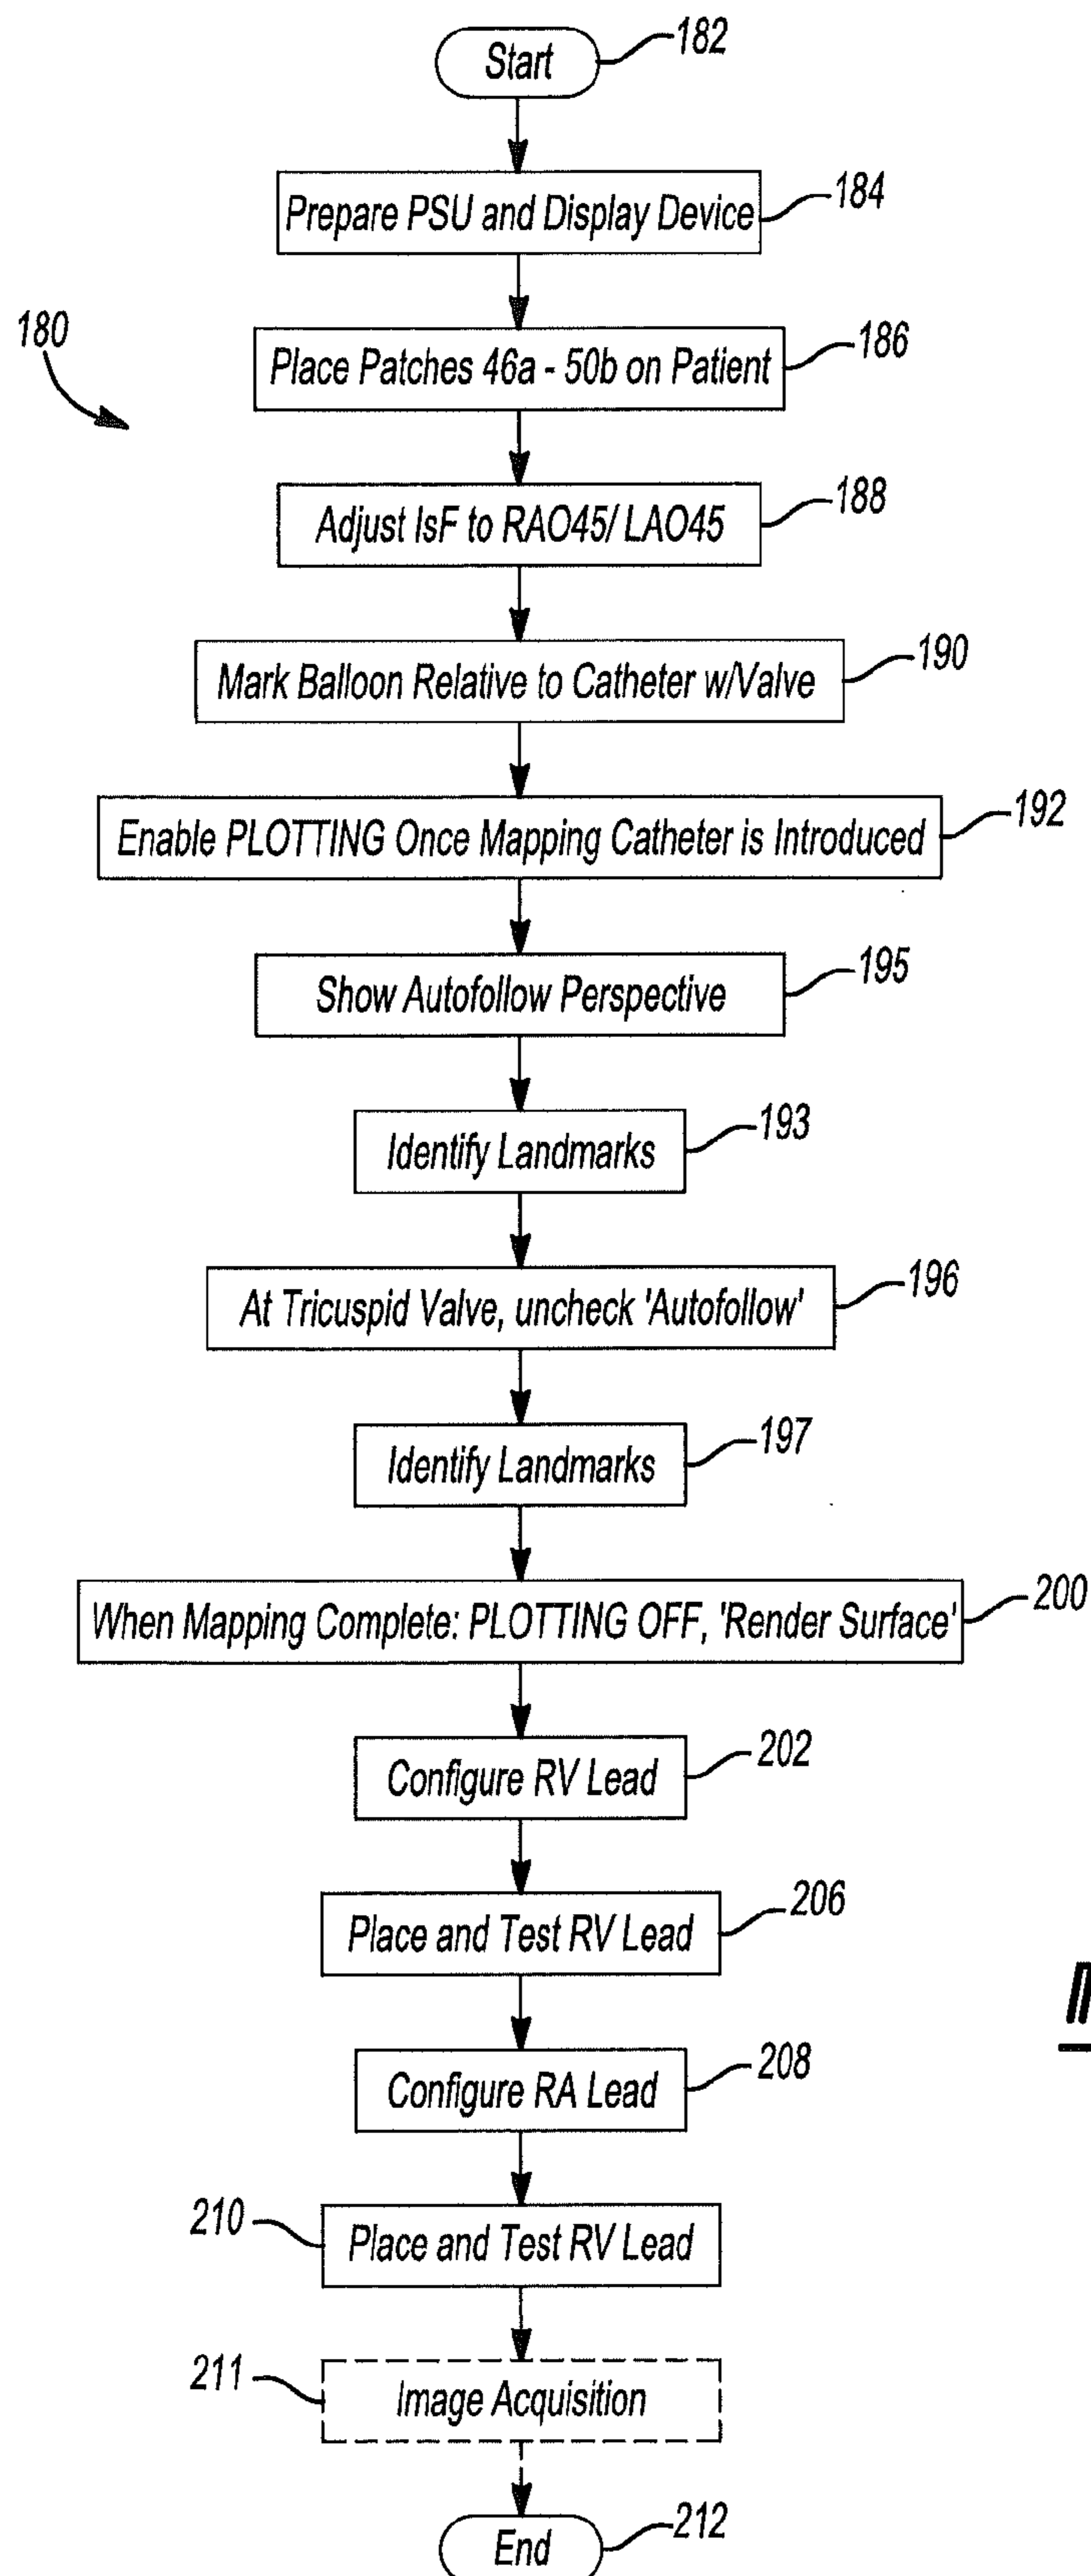 Start
182
Prepare PSU and Display Device
184
180
Place Patches 46a - 50b on Patient
186
Adjust IsF to RAO45/ LAO45
188
Mark Balloon Relative to Catheter w/Valve
190
Enable PLOTTING Once Mapping Catheter is Introduced
192
Show Autofollow Perspective
195
Identify Landmarks
193
At Tricuspid Valve, uncheck 'Autofollow'
196
Identify Landmarks
197
When Mapping Complete: PLOTTING OFF, 'Render Surface'
200
Configure RV Lead
202
Place and Test RV Lead
206
Configure RA Lead
208
210
Place and Test RV Lead
211
Image Acquisition
End
212